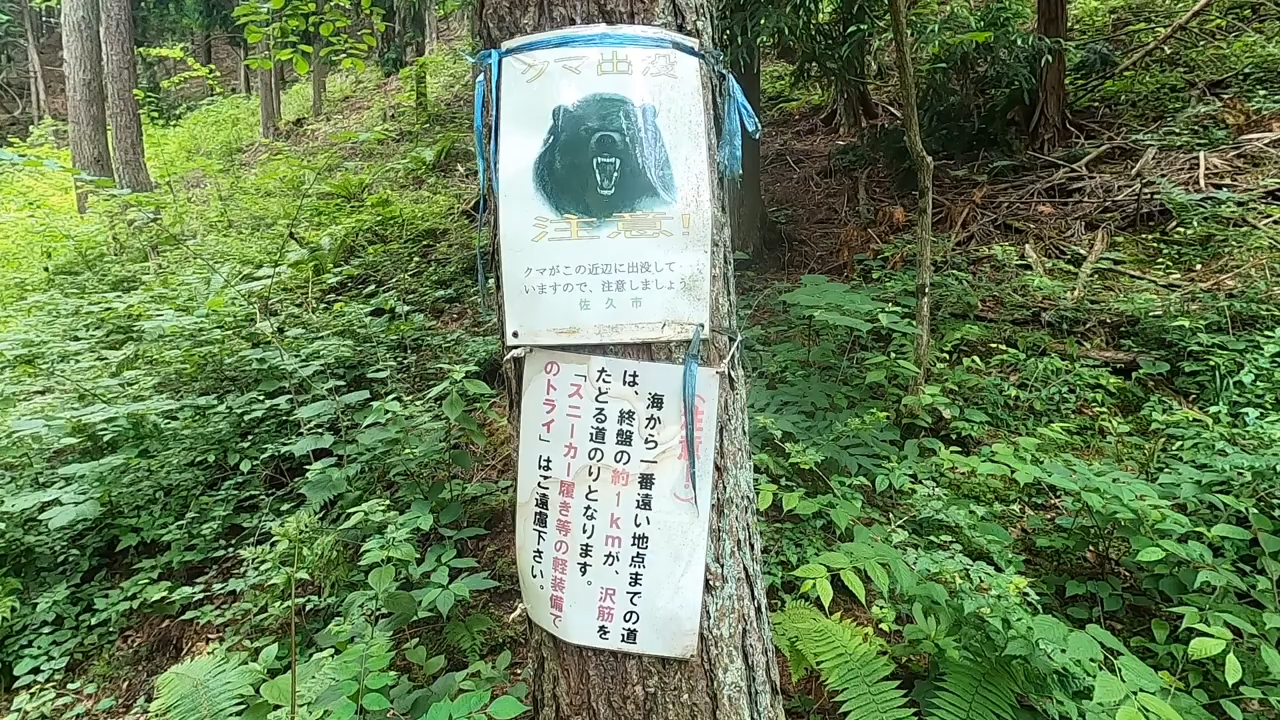 クマ出没
注意!
クマがこの近辺に出没して
いますので、注意しましょう
佐久市
(注意!)
海から一番遠い地点までの道
は、終盤の約1kmが、沢筋を
たどる道のりとなります。
「スニーカー履き等の軽装備で
のトライ」はご遠慮下さい。